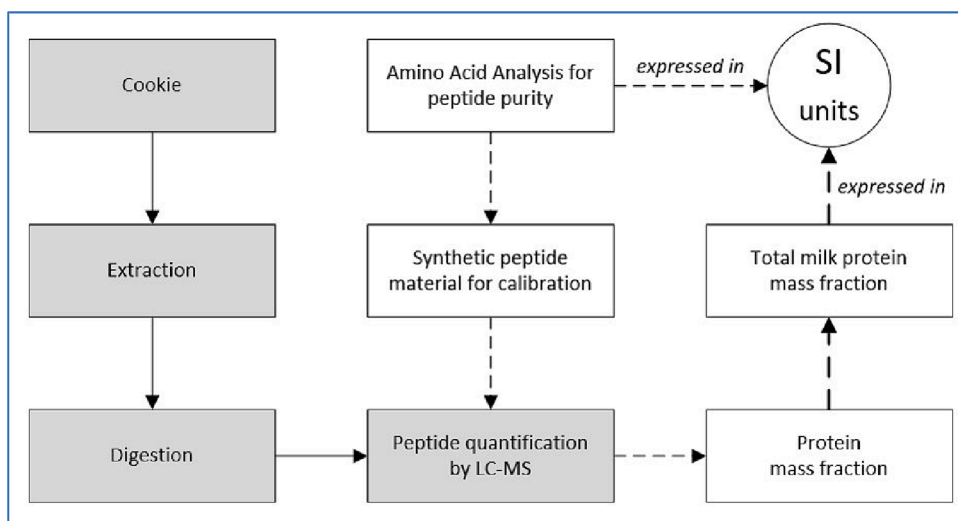 Cookie
Amino Acid Analysis for
peptide purity
expressed in
SI
units
expressed in
Extraction
Synthetic peptide
material for calibration
Total milk protein
mass fraction
Digestion
Peptide quantification
by LC-MS
Protein
mass fraction